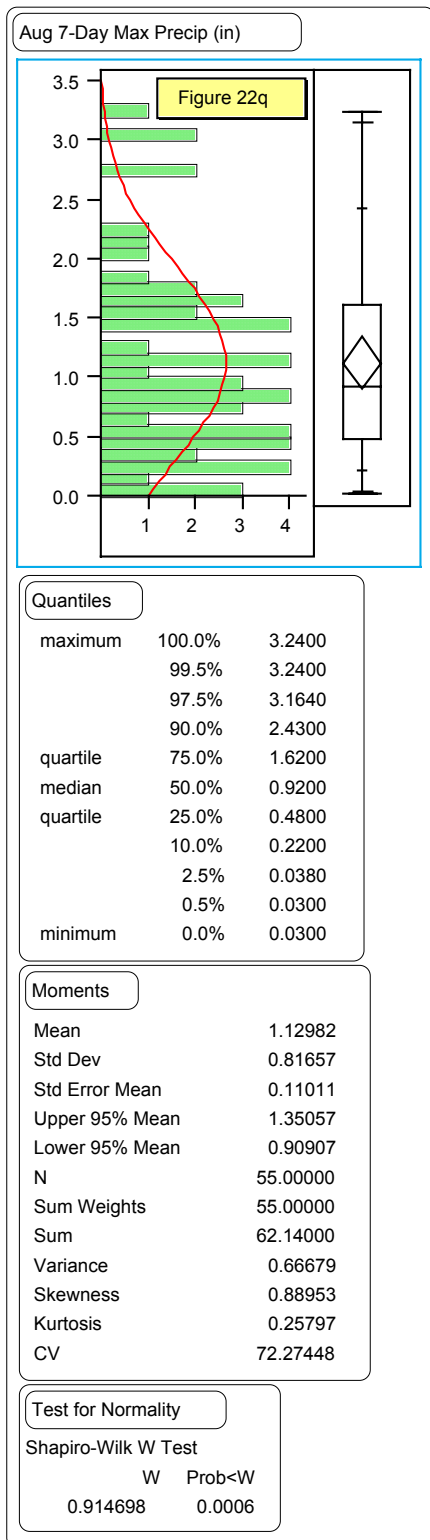 Aug 7-Day Max Precip (in)
Figure 22q
3.5
3.0
2.5
2.0
1.5
1.0
0.5
0.0
1 2 3 4
Quantiles
maximum 100.0% 3.2400
99.5% 3.2400
97.5% 3.1640
90.0% 2.4300
quartile 75.0% 1.6200
median 50.0% 0.9200
quartile 25.0% 0.4800
10.0% 0.2200
2.5% 0.0380
0.5% 0.0300
minimum 0.0% 0.0300
Moments
Mean 1.12982
Std Dev 0.81657
Std Error Mean 0.11011
Upper 95% Mean 1.35057
Lower 95% Mean 0.90907
N 55.00000
Sum Weights 55.00000
Sum 62.14000
Variance 0.66679
Skewness 0.88953
Kurtosis 0.25797
CV 72.27448
Test for Normality
Shapiro-Wilk W Test
W Prob<W
0.914698 0.0006